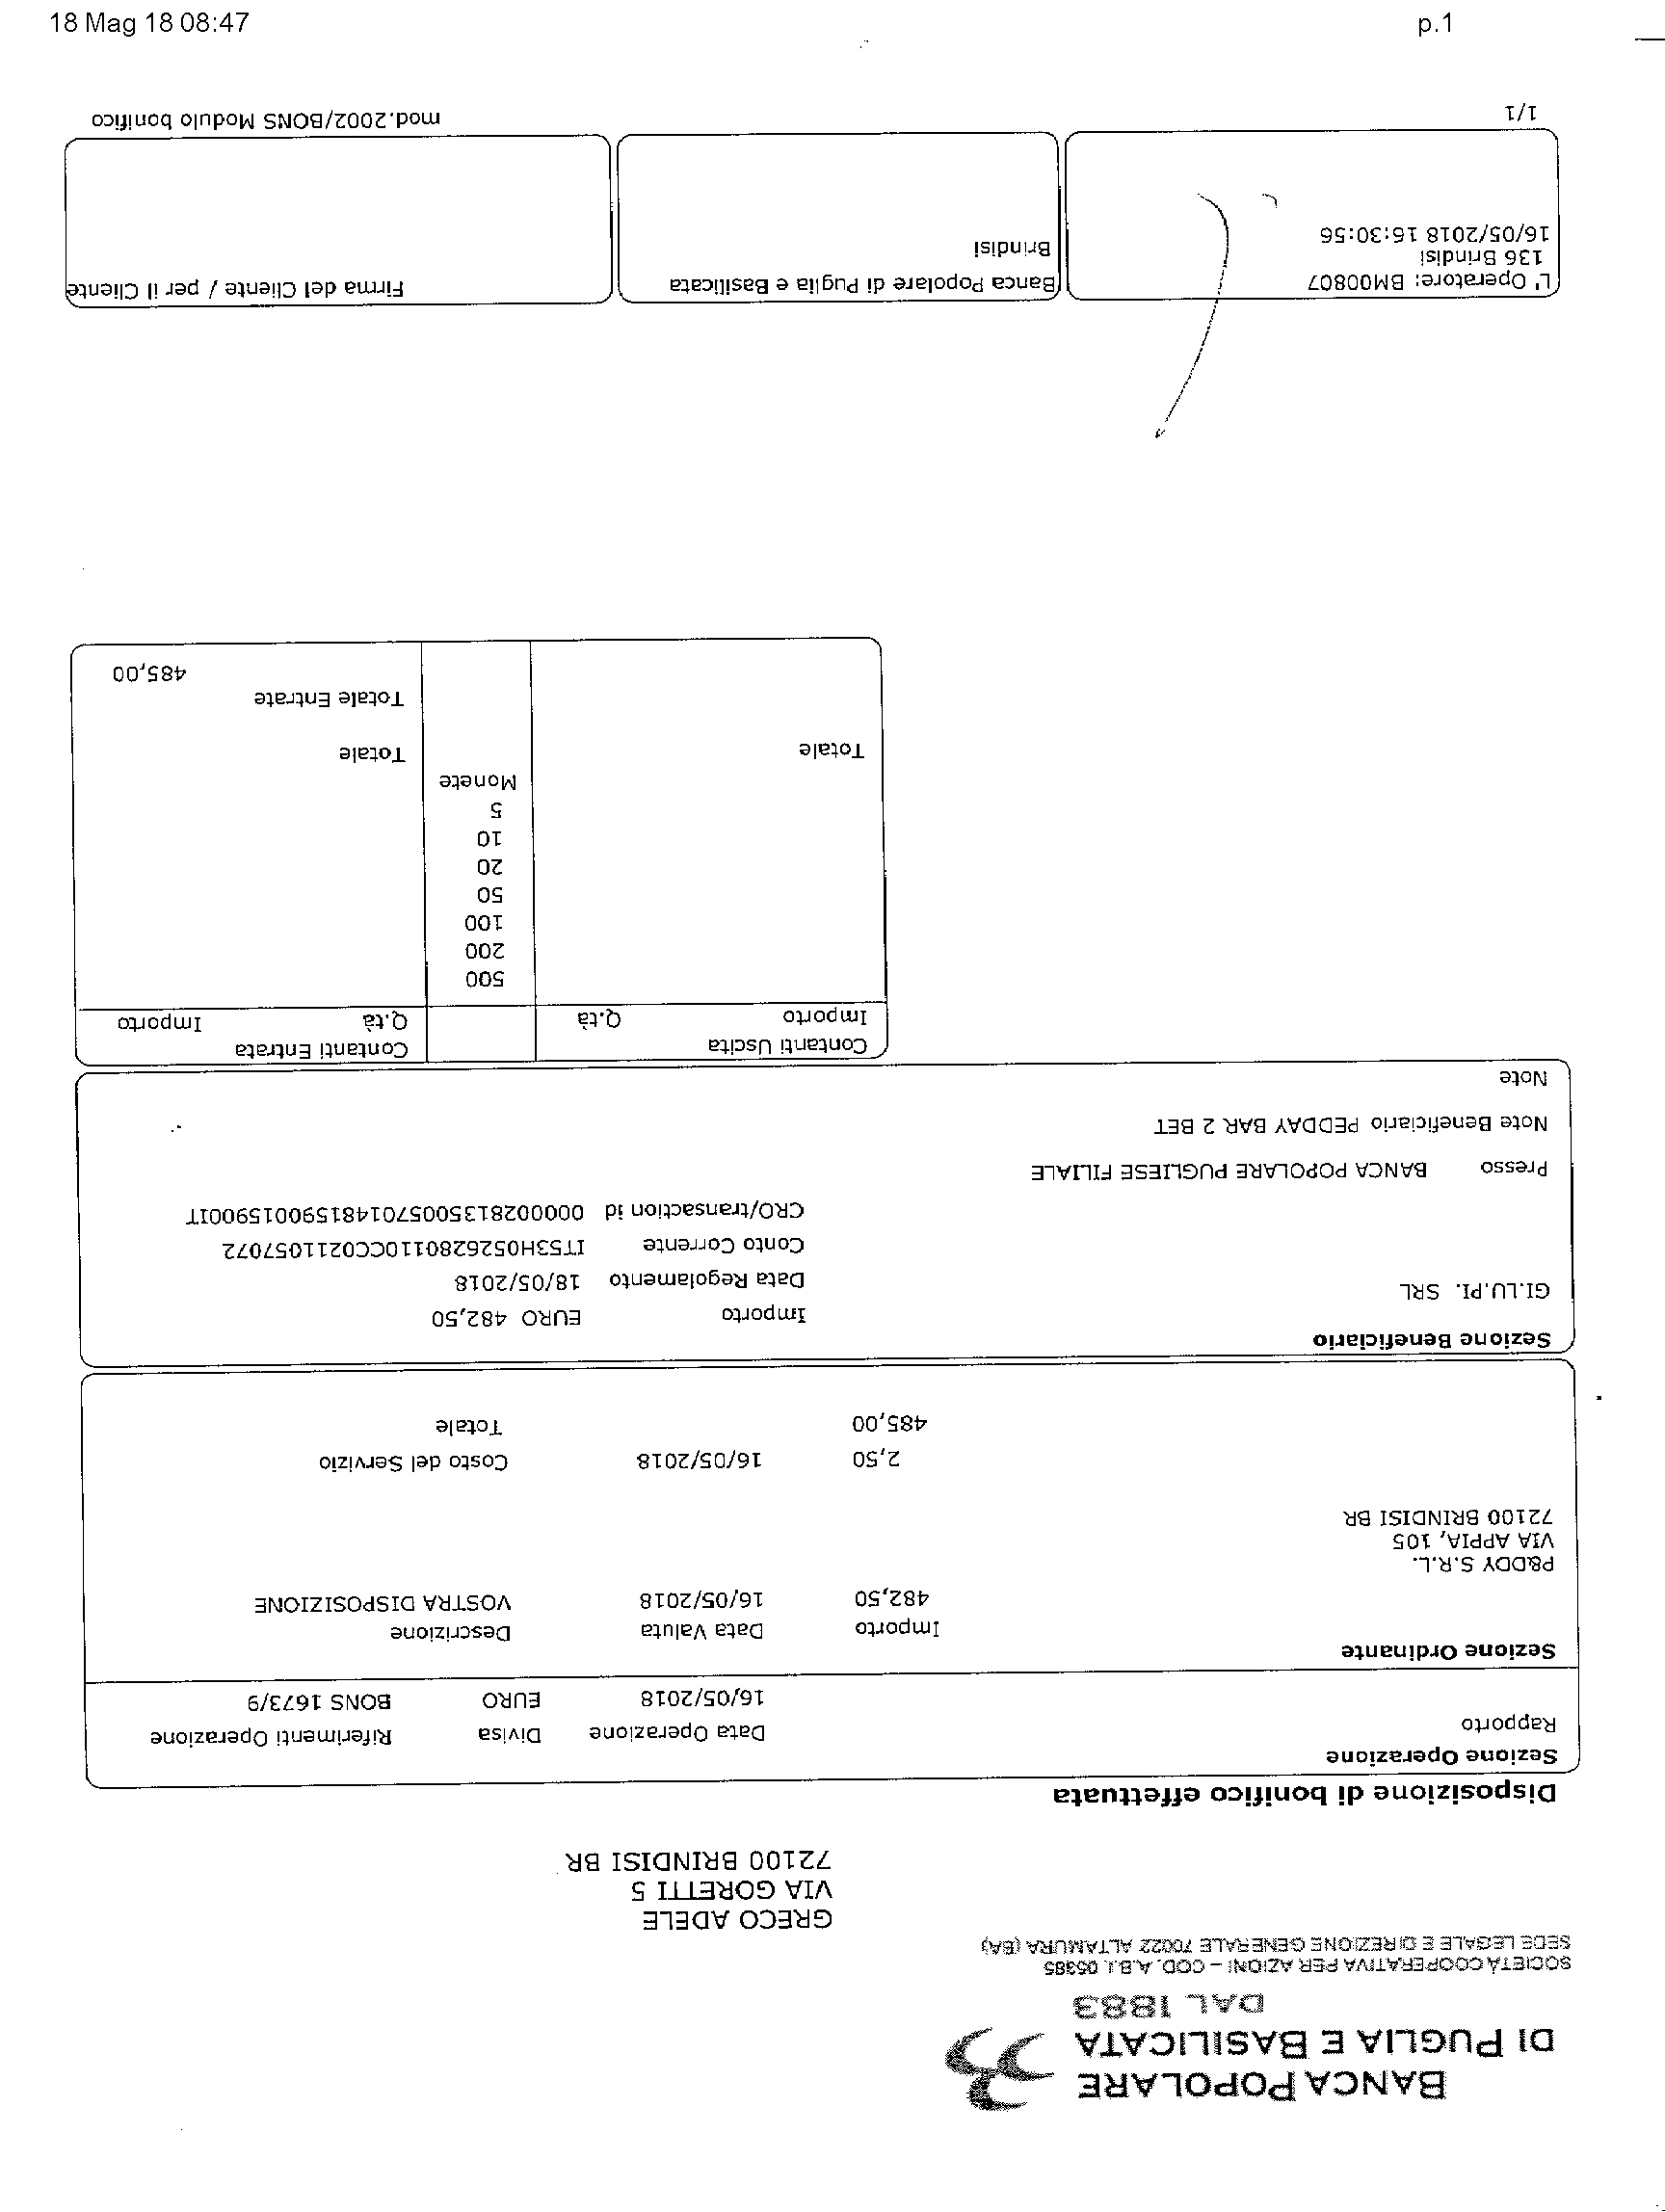 18 Mag 18 08:47 p.1
BANCA POPOLARE
DI PUGLIA E BASILICATA
DAL 1883
SOCIETÀ COOPERATIVA PER AZIONI – COD. A.B.I. 05385
SEDE LEGALE E DIREZIONE GENERALE 70022 ALTAMURA (BA)
GRECO ADELE
VIA GORETTI 5
72100 BRINDISI BR
Disposizione di bonifico effettuata
Sezione Operazione
Rapporto Data Operazione Divisa Riferimenti Operazione
16/05/2018 EURO BONS 1673/9
Sezione Ordinante
Importo Data Valuta Descrizione
482,50 16/05/2018 VOSTRA DISPOSIZIONE
P&DDY S.R.L.
VIA APPIA, 105
72100 BRINDISI BR
2,50 16/05/2018 Costo del Servizio
485,00 Totale
Sezione Beneficiario
Importo EURO 482,50
GI.LU.PI. SRL
Data Regolamento 18/05/2018
Conto Corrente IT53H0526280110CC0211057072
CRO/transaction id 0000028135005701481590015900IT
Presso BANCA POPOLARE PUGLIESE FILIALE
Note Beneficiario PEDDAY BAR 2 BET
Note
Contanti Uscita Contanti Entrata
Importo Q.tà Q.tà Importo
500
200
100
50
20
10
5
Monete
Totale Totale
Totale Entrate
485,00
L' Operatore: BM00807
136 Brindisi
16/05/2018 16:30:56
Banca Popolare di Puglia e Basilicata
Brindisi
Firma del Cliente / per il Cliente
1/1 mod.2002/BONS Modulo bonifico